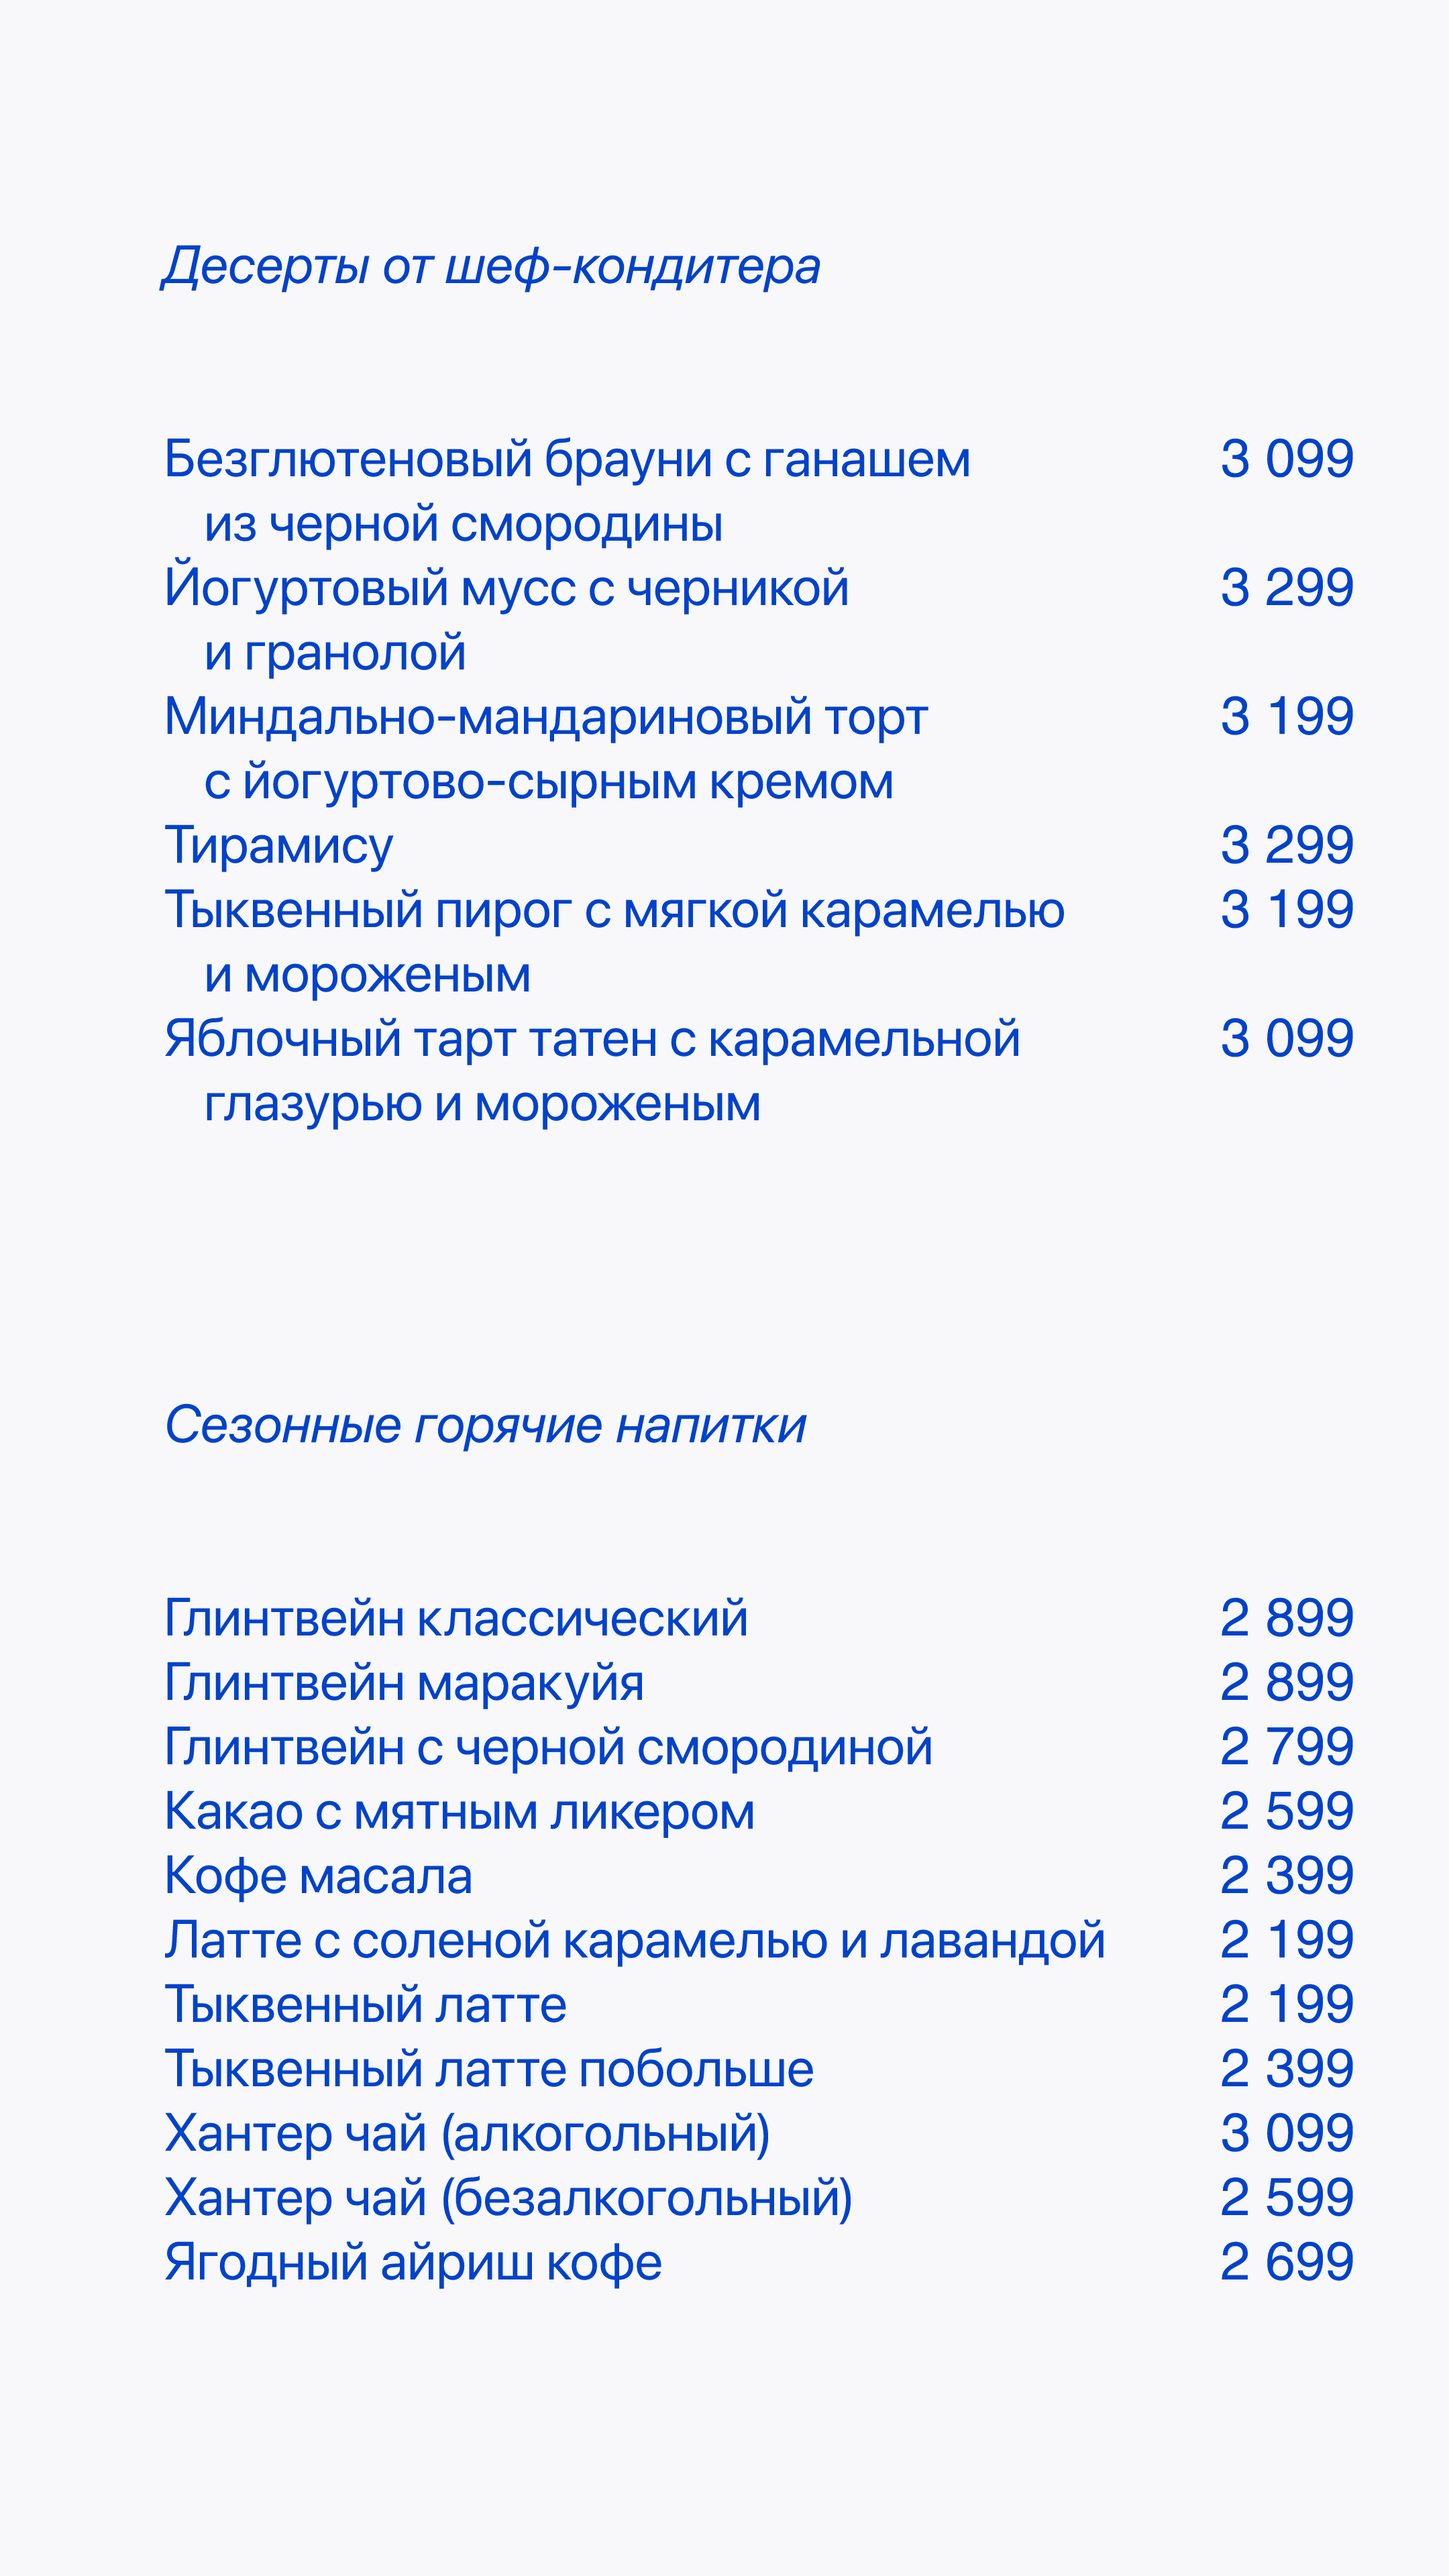 Десерты от шеф-кондитера
Безглютеновый брауни с ганашем 3 099
из черной смородины
Йогуртовый мусс с черникой 3 299
и гранолой
Миндально-мандариновый торт 3 199
с йогуртово-сырным кремом
Тирамису 3 299
Тыквенный пирог с мягкой карамелью 3 199
и мороженым
Яблочный тарт татен с карамельной 3 099
глазурью и мороженым
Сезонные горячие напитки
Глинтвейн классический 2 899
Глинтвейн маракуйя 2 899
Глинтвейн с черной смородиной 2 799
Какао с мятным ликером 2 599
Кофе масала 2 399
Латте с соленой карамелью и лавандой 2 199
Тыквенный латте 2 199
Тыквенный латте побольше 2 399
Хантер чай (алкогольный) 3 099
Хантер чай (безалкогольный) 2 599
Ягодный айриш кофе 2 699